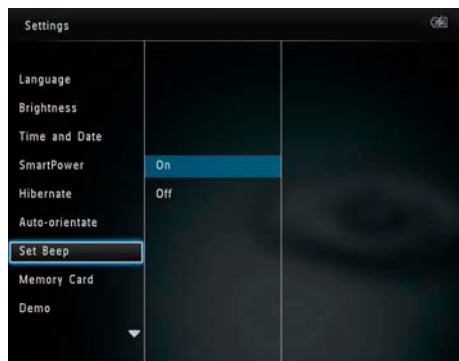 Settings
Language
Brightness
Time and Date
SmartPower
On
Hibernate
Off
Auto-orientate
Set Beep
Memory Card
Demo